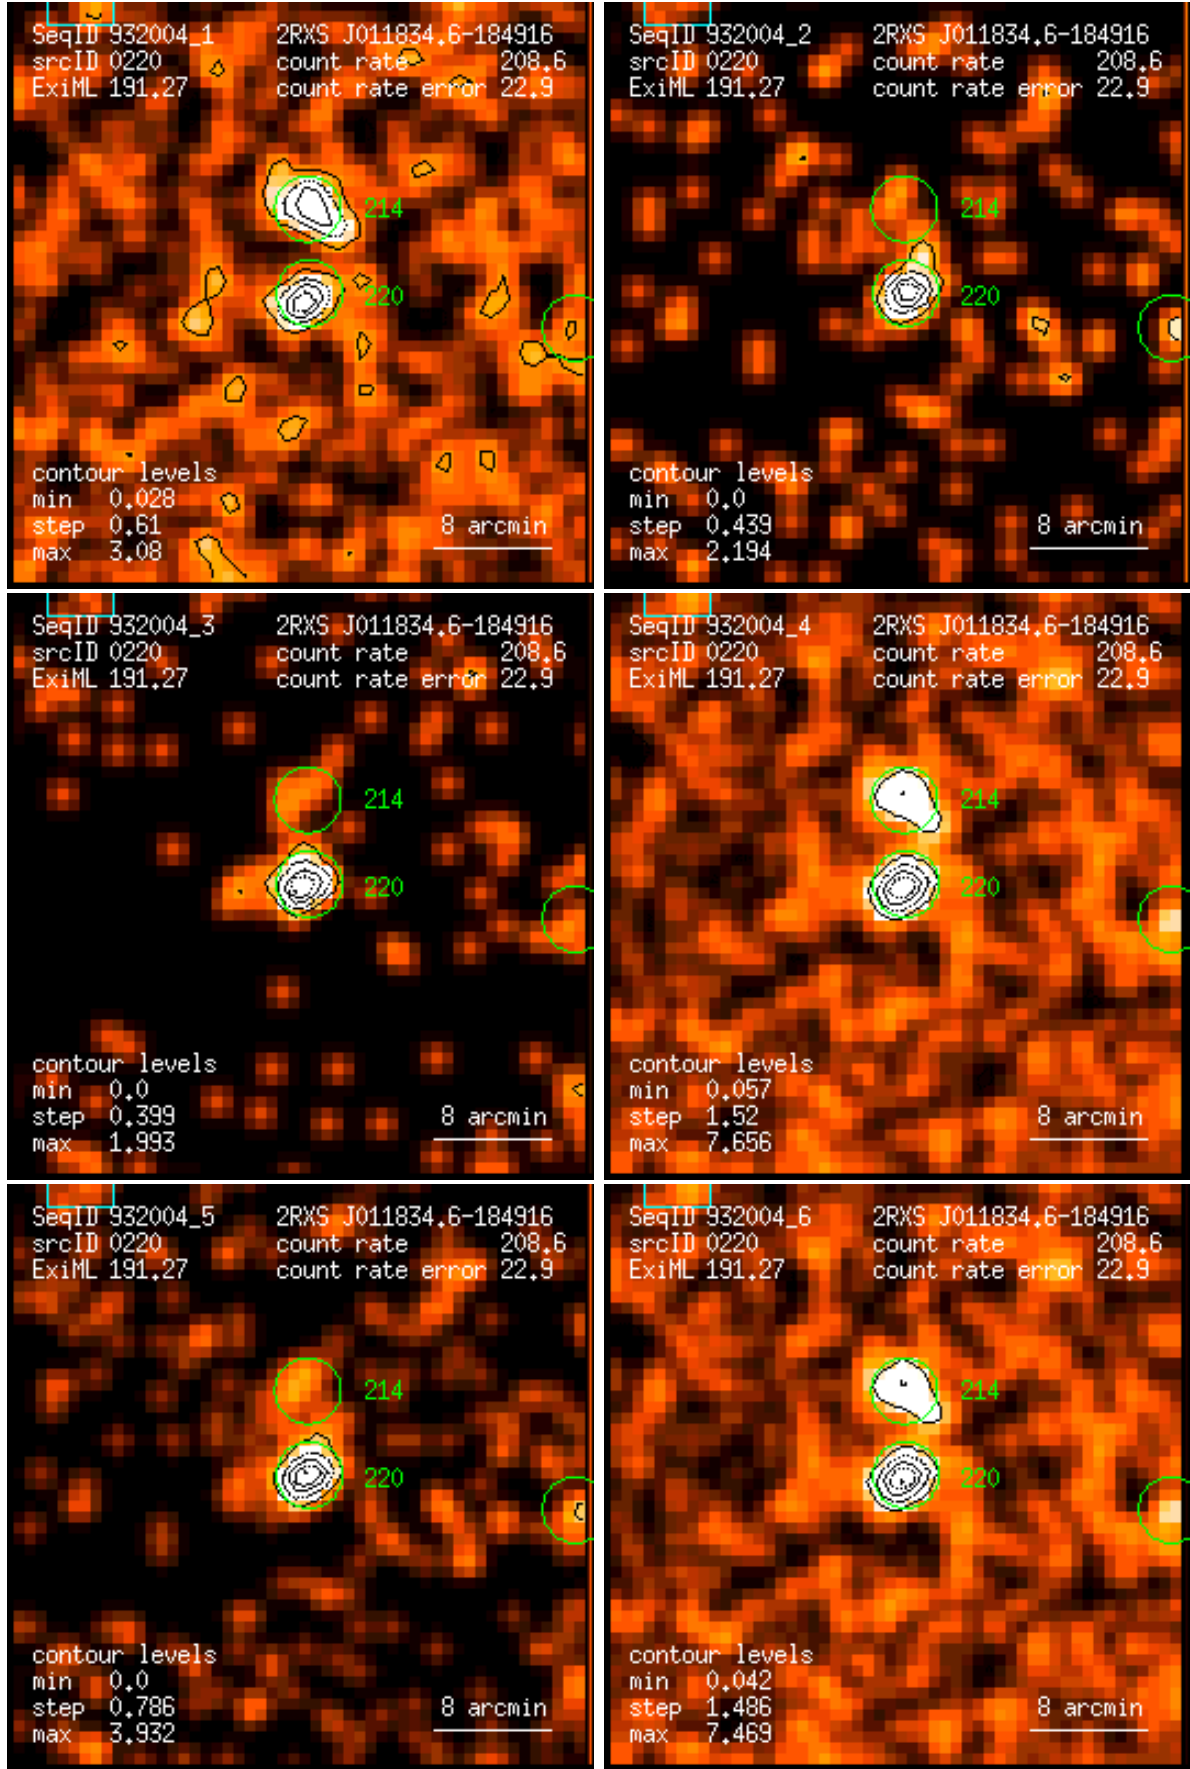 SeqID 932004_1 2RXS J011834.6-184916
srcID 0220 count rate 208.6
ExiML 191.27 count rate error 22.9
214
220
contour levels
min 0.028
step 0.61 8 arcmin
max 3.08
SeqID 932004_2 2RXS J011834.6-184916
srcID 0220 count rate 208.6
ExiML 191.27 count rate error 22.9
214
220
contour levels
min 0.0
step 0.439 8 arcmin
max 2.194
SeqID 932004_3 2RXS J011834.6-184916
srcID 0220 count rate 208.6
ExiML 191.27 count rate error 22.9
214
220
contour levels
min 0.0
step 0.399 8 arcmin
max 1.993
SeqID 932004_4 2RXS J011834.6-184916
srcID 0220 count rate 208.6
ExiML 191.27 count rate error 22.9
214
220
contour levels
min 0.057
step 1.52 8 arcmin
max 7.656
SeqID 932004_5 2RXS J011834.6-184916
srcID 0220 count rate 208.6
ExiML 191.27 count rate error 22.9
214
220
contour levels
min 0.0
step 0.786 8 arcmin
max 3.932
SeqID 932004_6 2RXS J011834.6-184916
srcID 0220 count rate 208.6
ExiML 191.27 count rate error 22.9
214
220
contour levels
min 0.042
step 1.486 8 arcmin
max 7.469